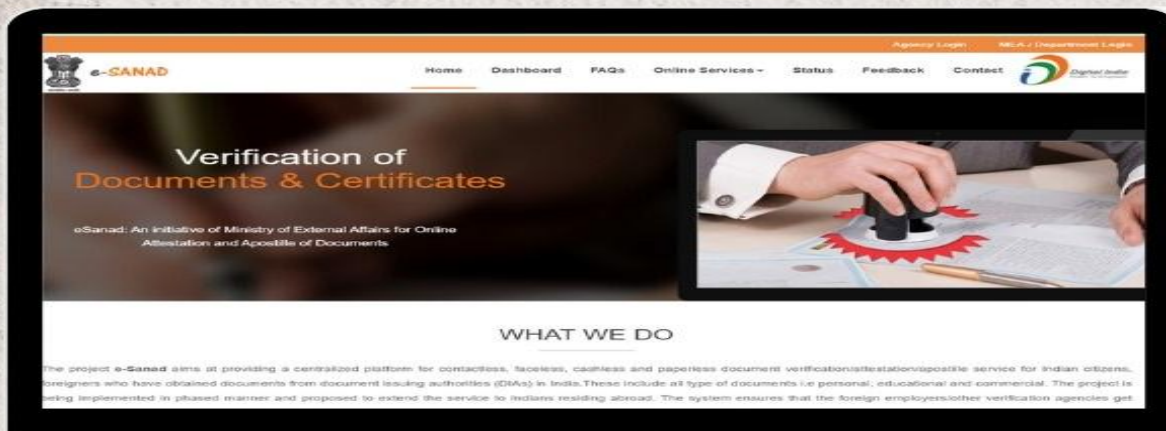 Agency Login MEA / Department Login
e-SANAD
Home Dashboard FAQs Online Services Status Feedback Contact Digital India
Verification of
Documents & Certificates
eSanad: An initiative of Ministry of External Affairs for Online
Attestation and Apostille of Documents
WHAT WE DO
The project e-Sanad aims at providing a centralized platform for contactless, faceless, cashless and paperless document verification/attestation/apostille service for Indian citizens,
foreigners who have obtained documents from document issuing authorities (DIAs) in India.These include all type of documents i.e personal, educational and commercial. The project is
being implemented in phased manner and proposed to extend the service to Indians residing abroad. The system ensures that the foreign employers/other verification agencies get